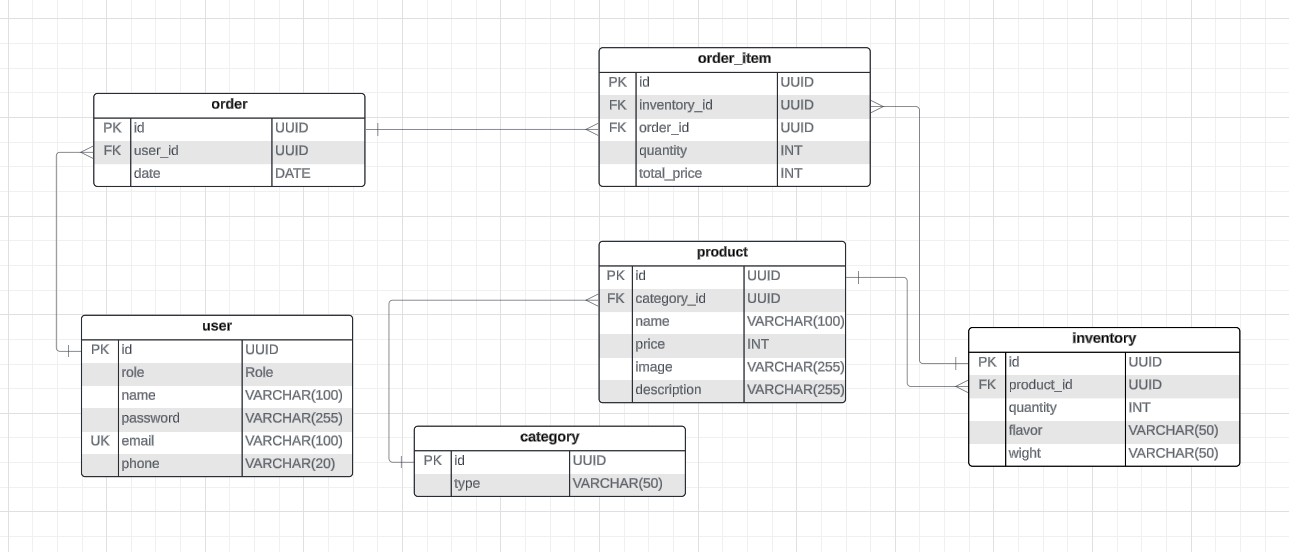 order_item
PK id UUID
FK inventory_id UUID
FK order_id UUID
quantity INT
total_price INT
order
PK id UUID
FK user_id UUID
date DATE
product
PK id UUID
FK category_id UUID
name VARCHAR(100)
price INT
image VARCHAR(255)
description VARCHAR(255)
user
PK id UUID
role Role
name VARCHAR(100)
password VARCHAR(255)
UK email VARCHAR(100)
phone VARCHAR(20)
inventory
PK id UUID
FK product_id UUID
quantity INT
flavor VARCHAR(50)
wight VARCHAR(50)
category
PK id UUID
type VARCHAR(50)